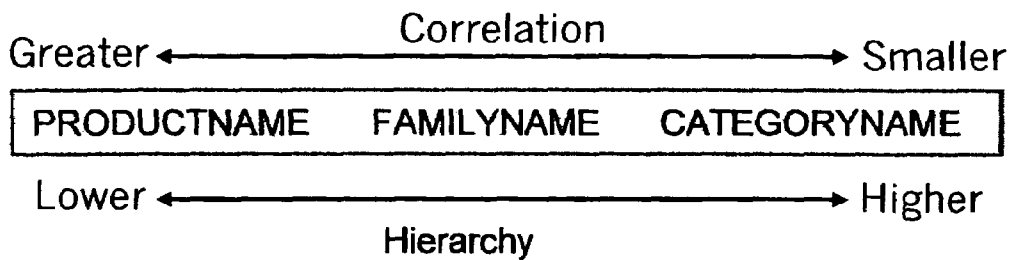 Correlation
Greater Smaller
PRODUCTNAME FAMILYNAME CATEGORYNAME
Lower Higher
Hierarchy